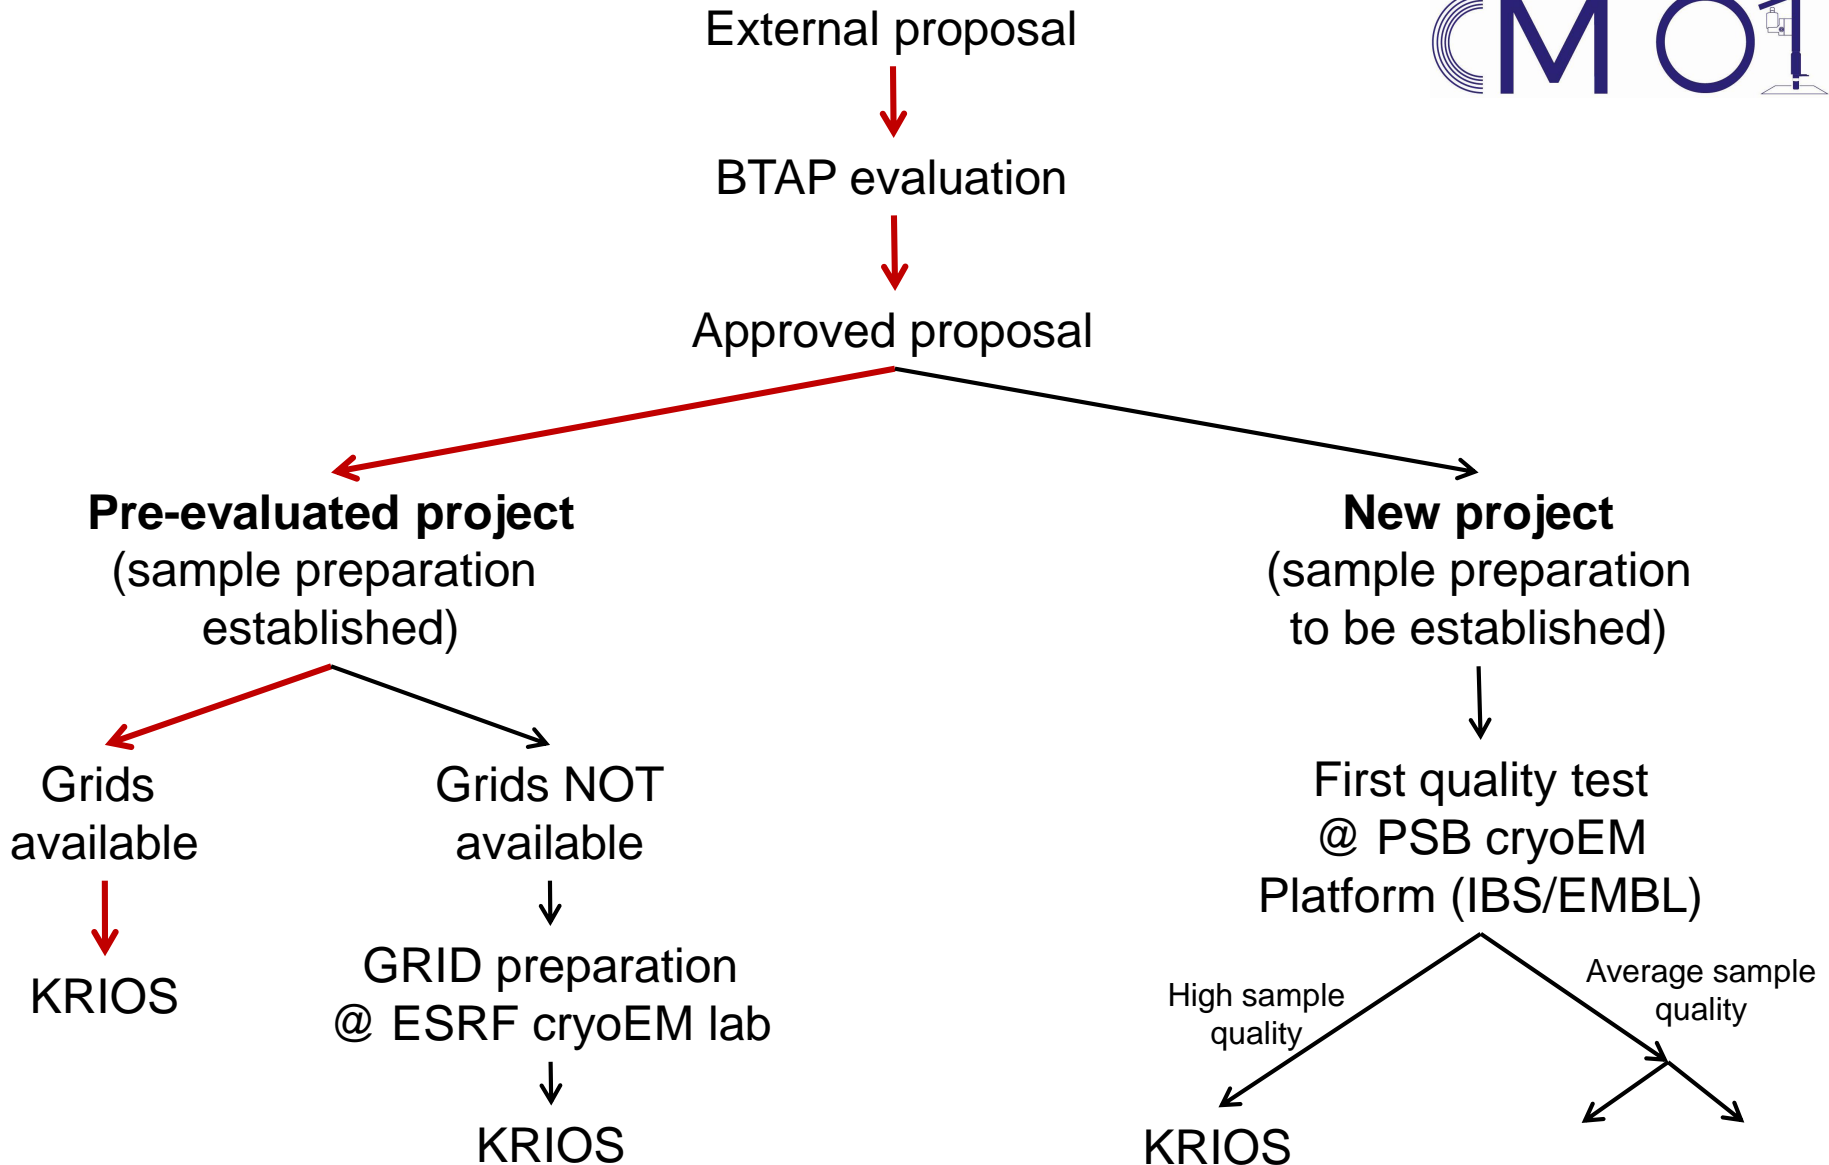 External proposal
CM 01
BTAP evaluation
Approved proposal
Pre-evaluated project
(sample preparation
established)
New project
(sample preparation
to be established)
Grids
available
Grids NOT
available
First quality test
@ PSB cryoEM
Platform (IBS/EMBL)
KRIOS
GRID preparation
@ ESRF cryoEM lab
High sample
quality
Average sample
quality
KRIOS
KRIOS